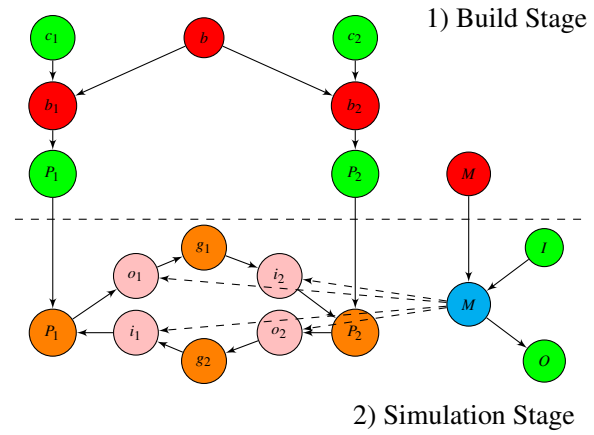 1) Build Stage
c1 b c2
b1 b2
P1 P2 M
g1 I
o1 i2
M
P1 i1 o2 P2
g2 O
2) Simulation Stage